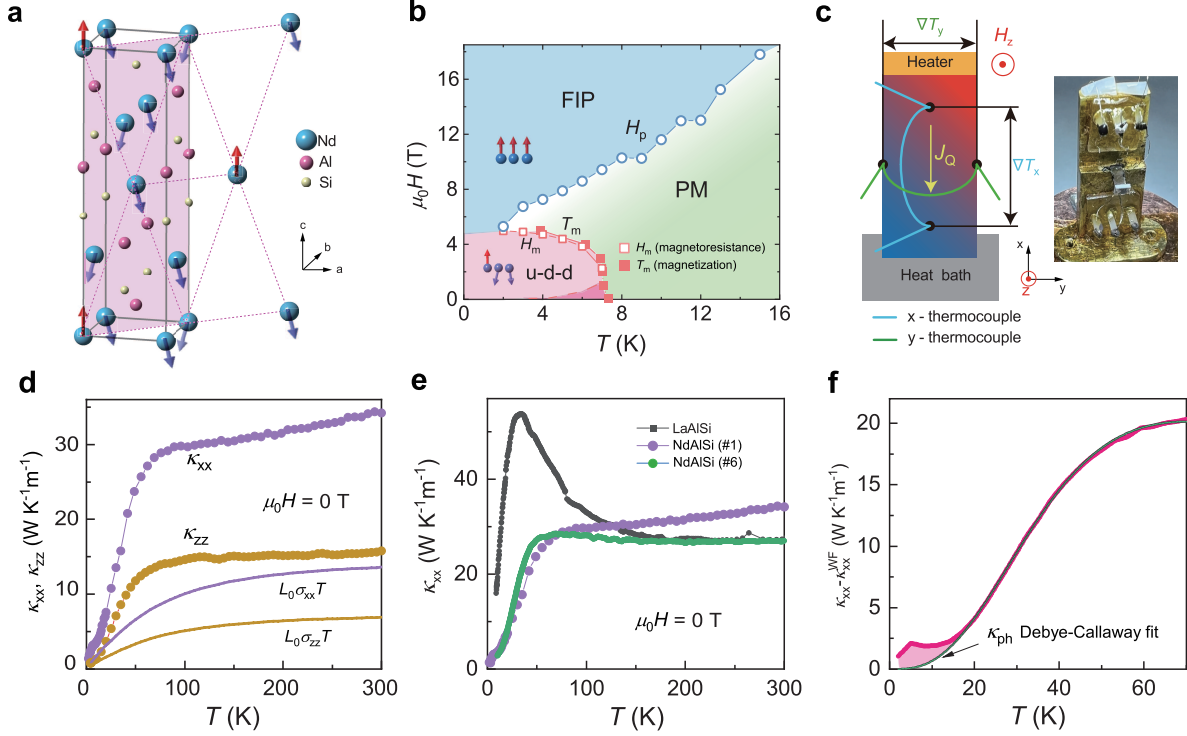 a
Nd
Al
Si
c
b
a
b
μ₀H (T)
16
12
8
4
0
FIP
Hp
PM
Tm
Hm
u-d-d
Hm (magnetoresistance)
Tm (magnetization)
0 4 8 12 16
T (K)
c
∇Ty
Hz
Heater
JQ
∇Tx
Heat bath
x
z
y
x - thermocouple
y - thermocouple
d
κxx, κzz (W K⁻¹m⁻¹)
30
20
10
0
κxx
μ₀H = 0 T
κzz
L₀σxxT
L₀σzzT
0 100 200 300
T (K)
e
κxx (W K⁻¹m⁻¹)
60
40
20
0
LaAlSi
NdAlSi (#1)
NdAlSi (#6)
μ₀H = 0 T
0 100 200 300
T (K)
f
κxx-κxxWF (W K⁻¹m⁻¹)
20
10
0
κph Debye-Callaway fit
0 20 40 60
T (K)